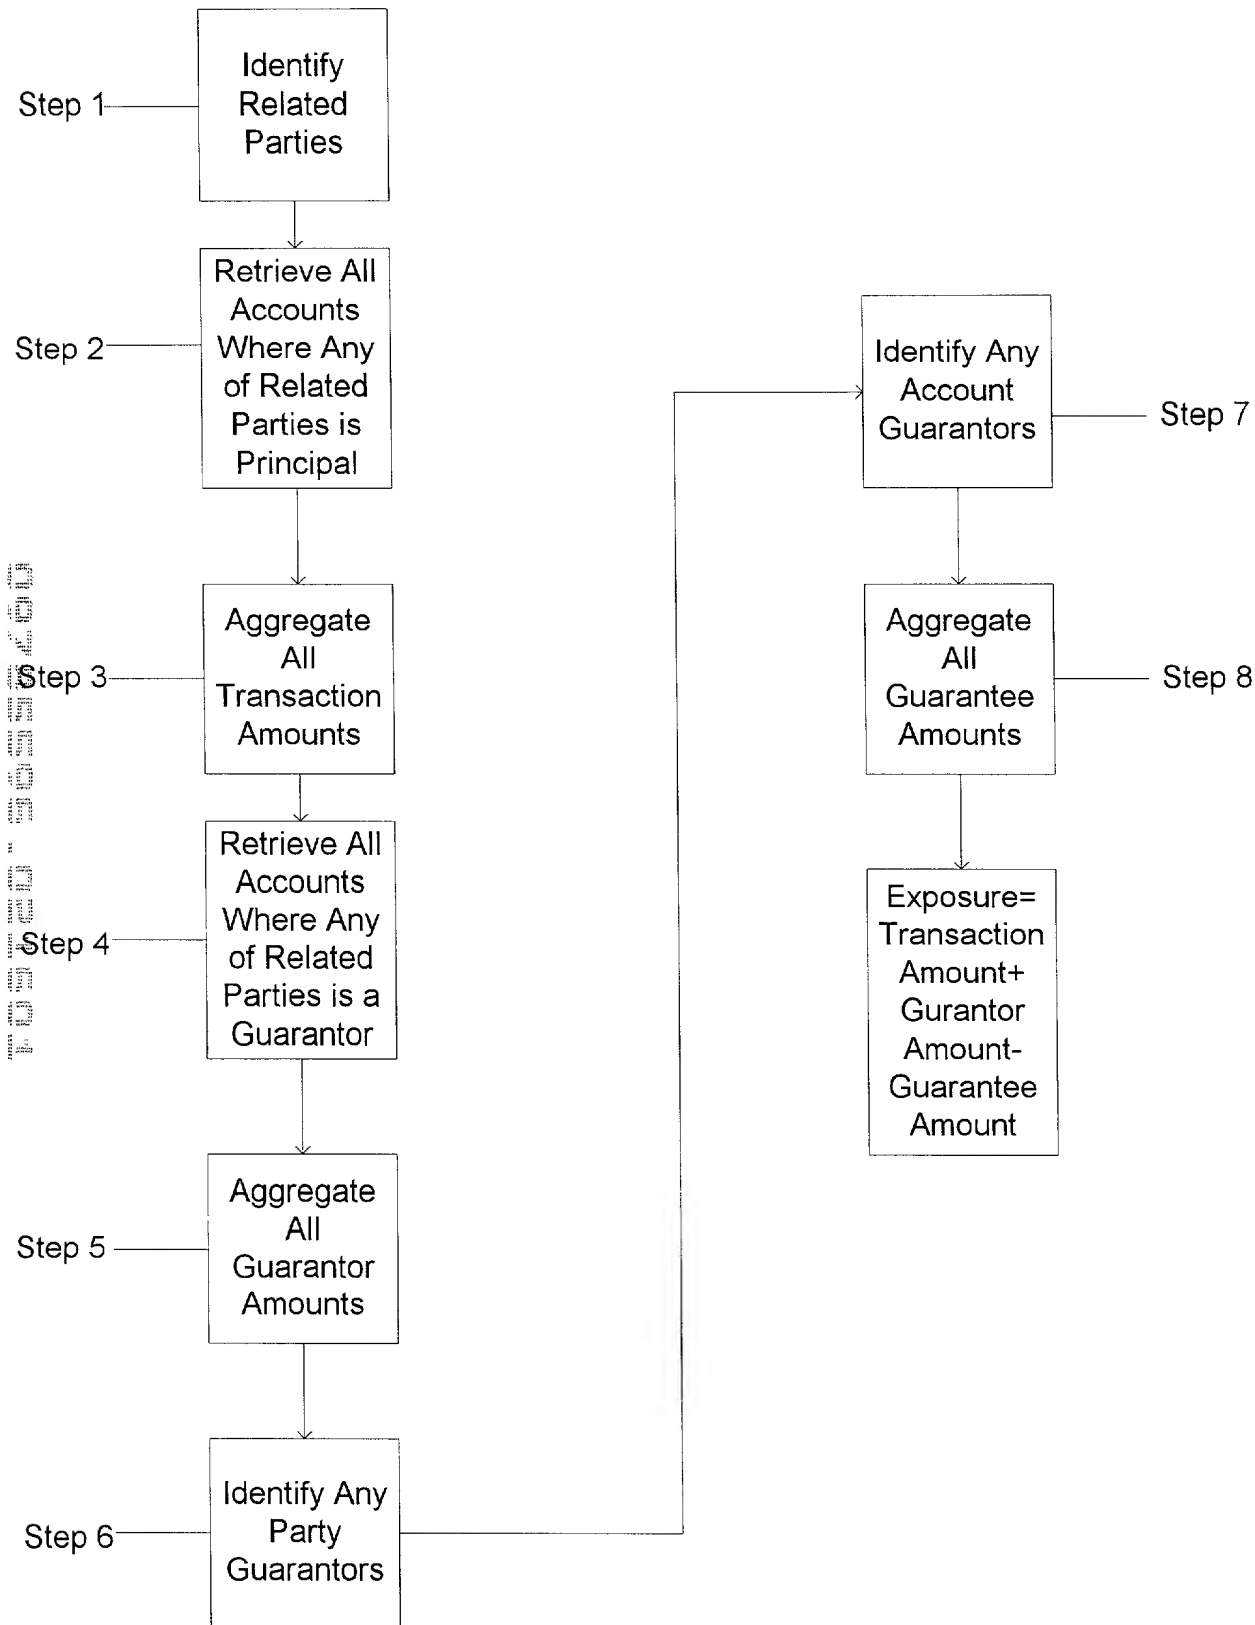 Step 1
Identify
Related
Parties
Step 2
Retrieve All
Accounts
Where Any
of Related
Parties is
Principal
Step 3
Aggregate
All
Transaction
Amounts
Step 4
Retrieve All
Accounts
Where Any
of Related
Parties is a
Guarantor
Step 5
Aggregate
All
Guarantor
Amounts
Step 6
Identify Any
Party
Guarantors
Identify Any
Account
Guarantors
Step 7
Aggregate
All
Guarantee
Amounts
Step 8
Exposure=
Transaction
Amount+
Gurantor
Amount-
Guarantee
Amount